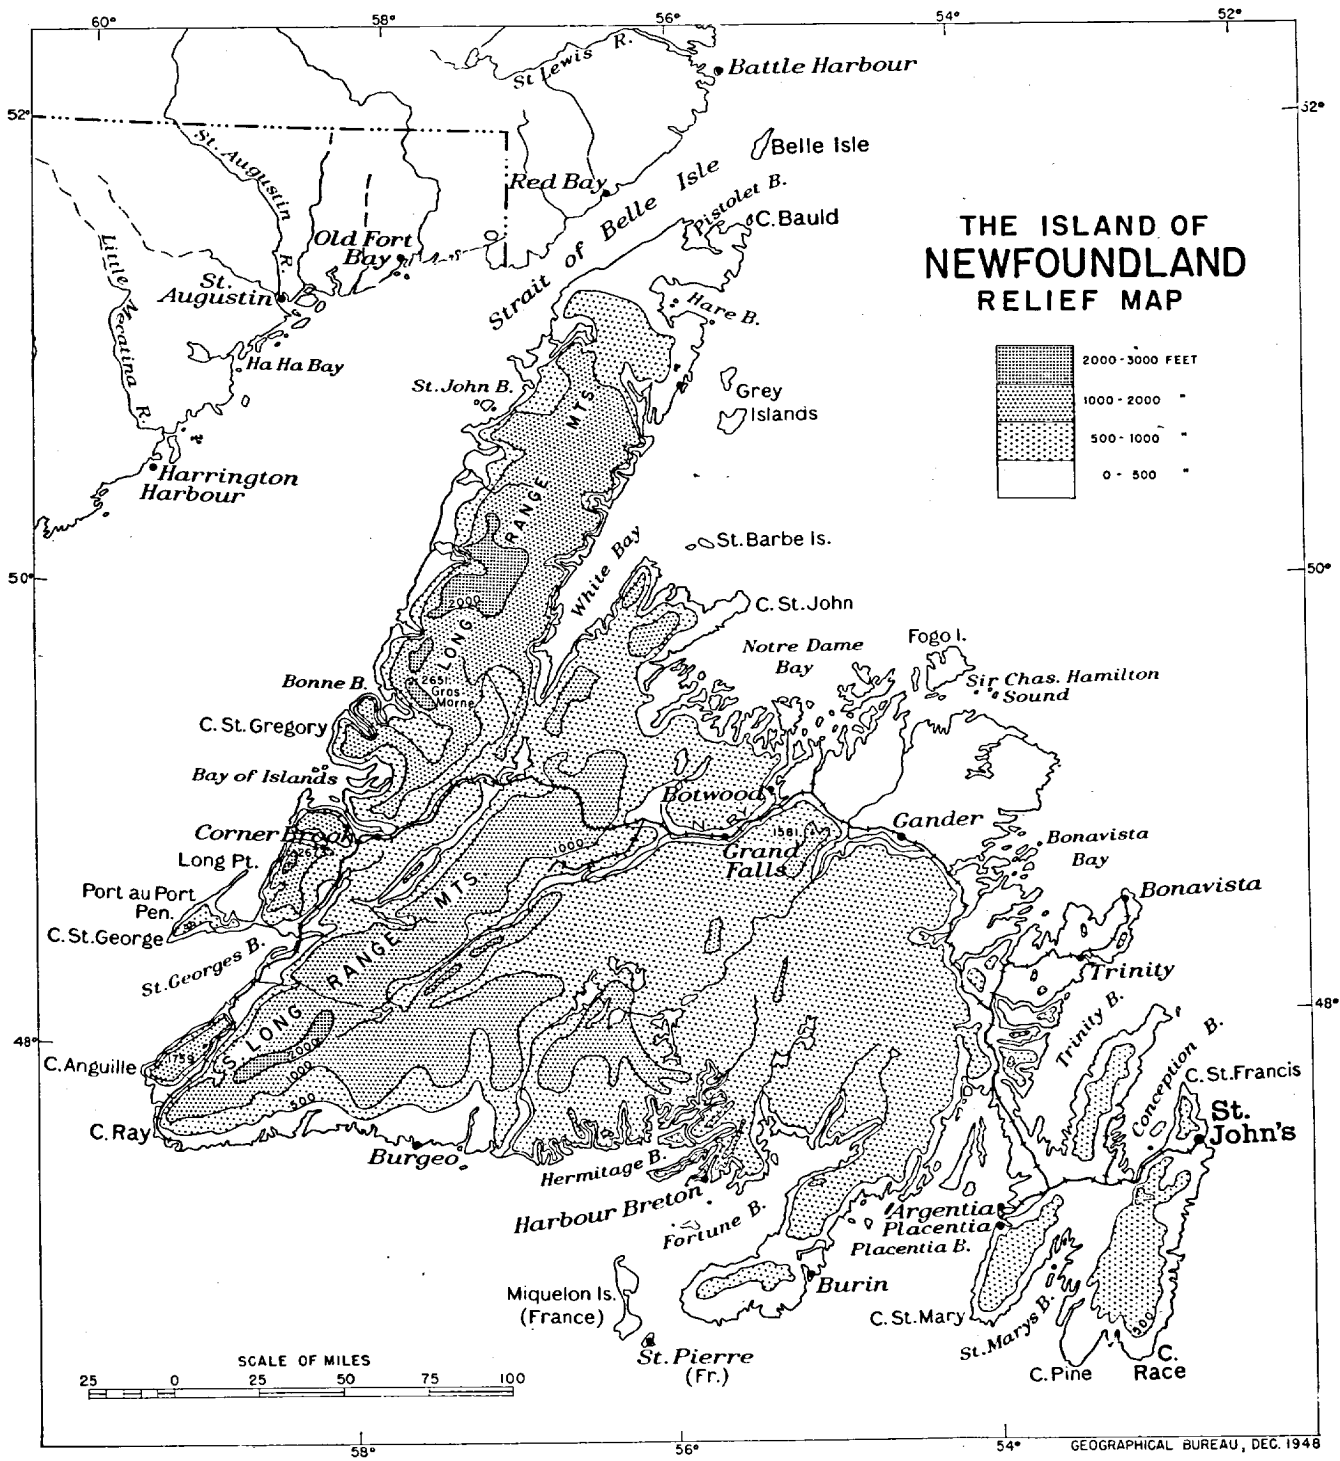 60°
58°
56°
54°
52°
St Lewis R.
Battle Harbour
52°
52°
St. Augustin R.
Belle Isle
Red Bay
Strait of Belle Isle
Pistolet B.
C. Bauld
Old Fort
Bay
St.
Augustin
THE ISLAND OF
NEWFOUNDLAND
RELIEF MAP
Hare B.
Little Mecatina R.
Ha Ha Bay
St. John B.
Grey
Islands
2000-3000 FEET
1000-2000 "
500-1000 "
0-500 "
Harrington
Harbour
LONG RANGE MTS
White Bay
St. Barbe Is.
50°
50°
2000
C. St. John
Notre Dame
Bay
Fogo I.
Sir Chas. Hamilton
Sound
Bonne B.
2651
Gros
Morne
C. St. Gregory
Bay of Islands
Botwood
N RY
Corner Brook
Long Pt.
1581
Gander
Grand
Falls
1000
Bonavista
Bay
Port au Port
Pen.
C. St. George
Bonavista
St. Georges B.
LONG RANGE MTS
Trinity
48°
48°
Trinity B.
Conception B.
C. Anguille
1759
2000
1000
500
C. St. Francis
St.
John's
C. Ray
Burgeo
Hermitage B.
Harbour Breton
Fortune B.
Argentia
Placentia
Placentia B.
Miquelon Is.
(France)
Burin
C. St. Mary
St. Marys B.
500
St. Pierre
(Fr.)
C. Pine
C.
Race
SCALE OF MILES
25 0 25 50 75 100
58°
56°
54°
GEOGRAPHICAL BUREAU, DEC. 1948